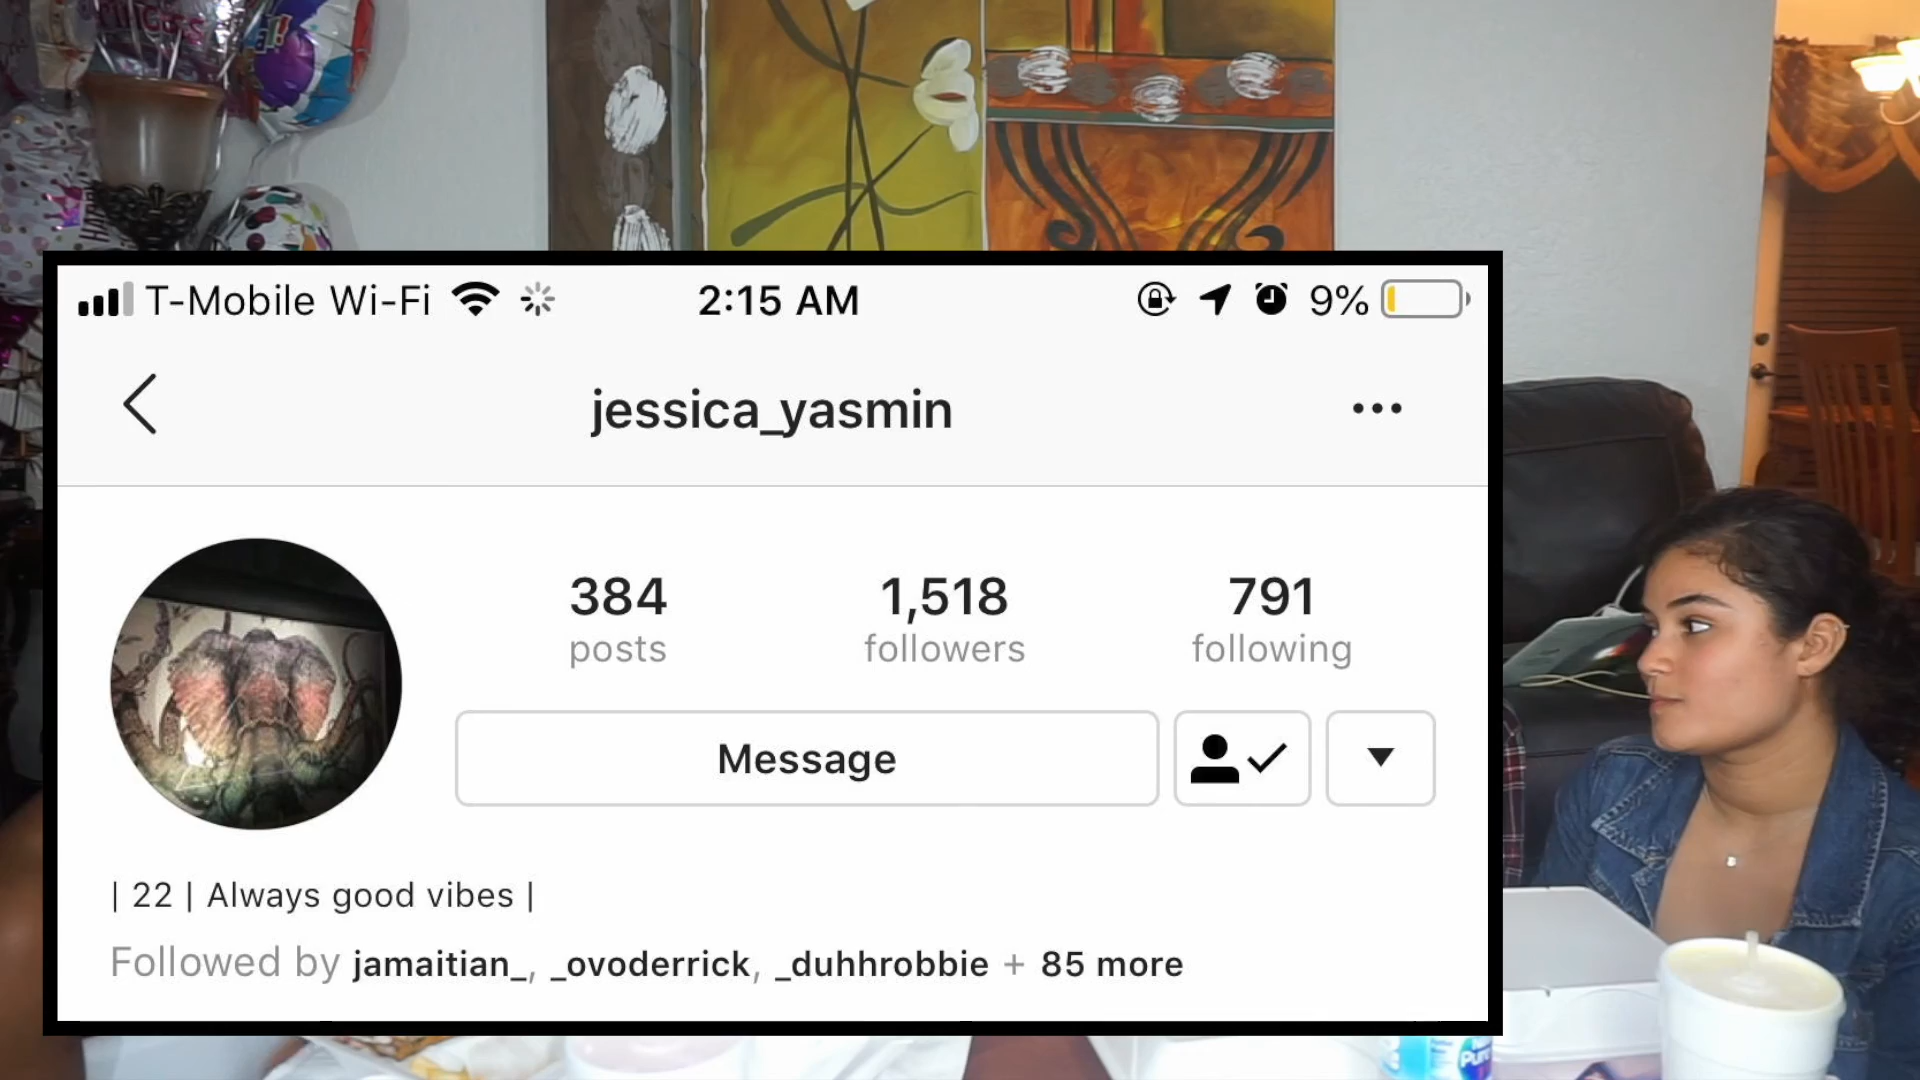 T-Mobile Wi-Fi 2:15 AM 9%
jessica_yasmin
384 1,518 791
posts followers following
Message
| 22 | Always good vibes |
Followed by jamaitian_, _ovoderrick, _duhhrobbie + 85 more